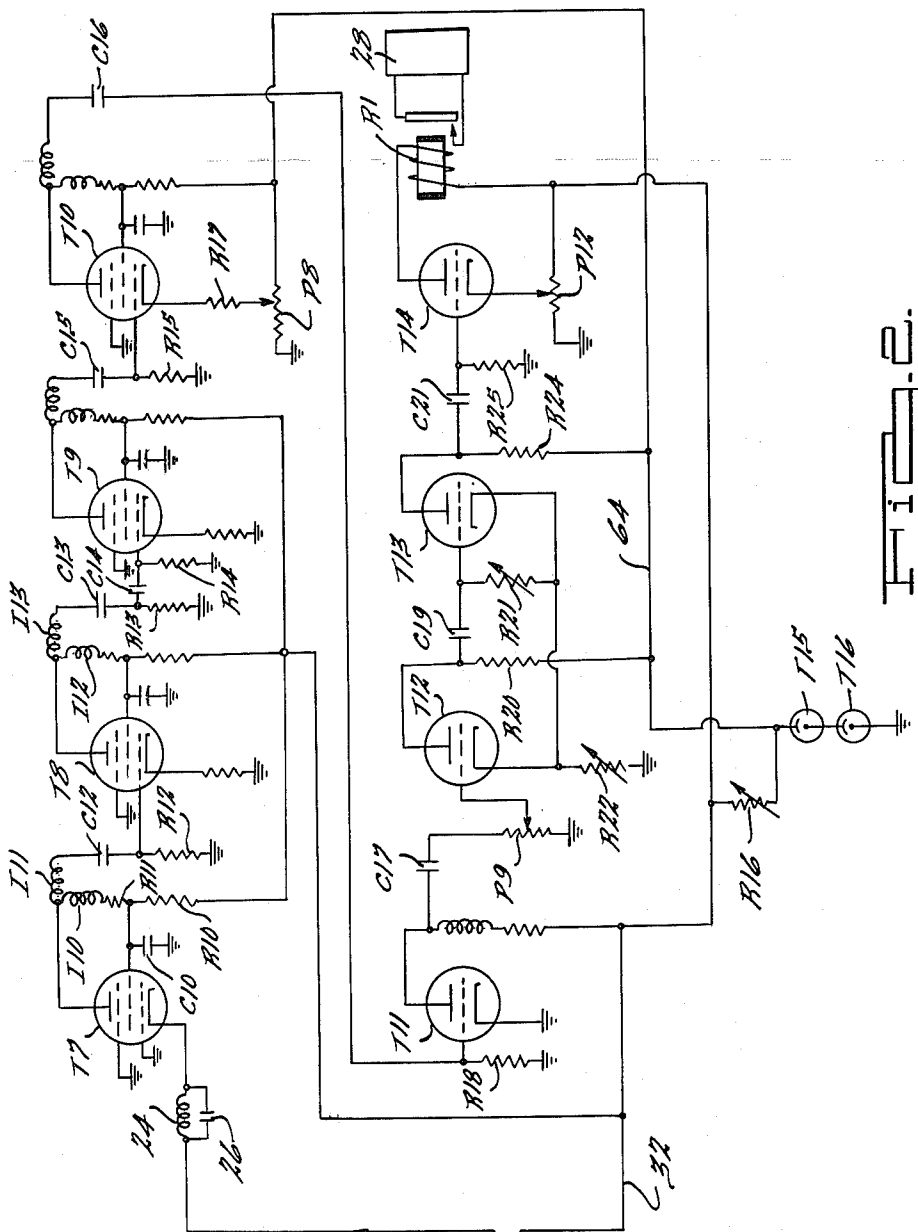 C16
28
R1
T10
R17
P8
C15
R15
T14
P12
C21
R25
R24
T9
C13
C14
R14
R13
I13
I12
T13
C19
R21
R20
64
T8
C12
R12
I11
I10
R11
R10
C10
T7
T12
R22
P9
C17
T11
R18
R16
T15
T16
24
26
32
Fig. 2.